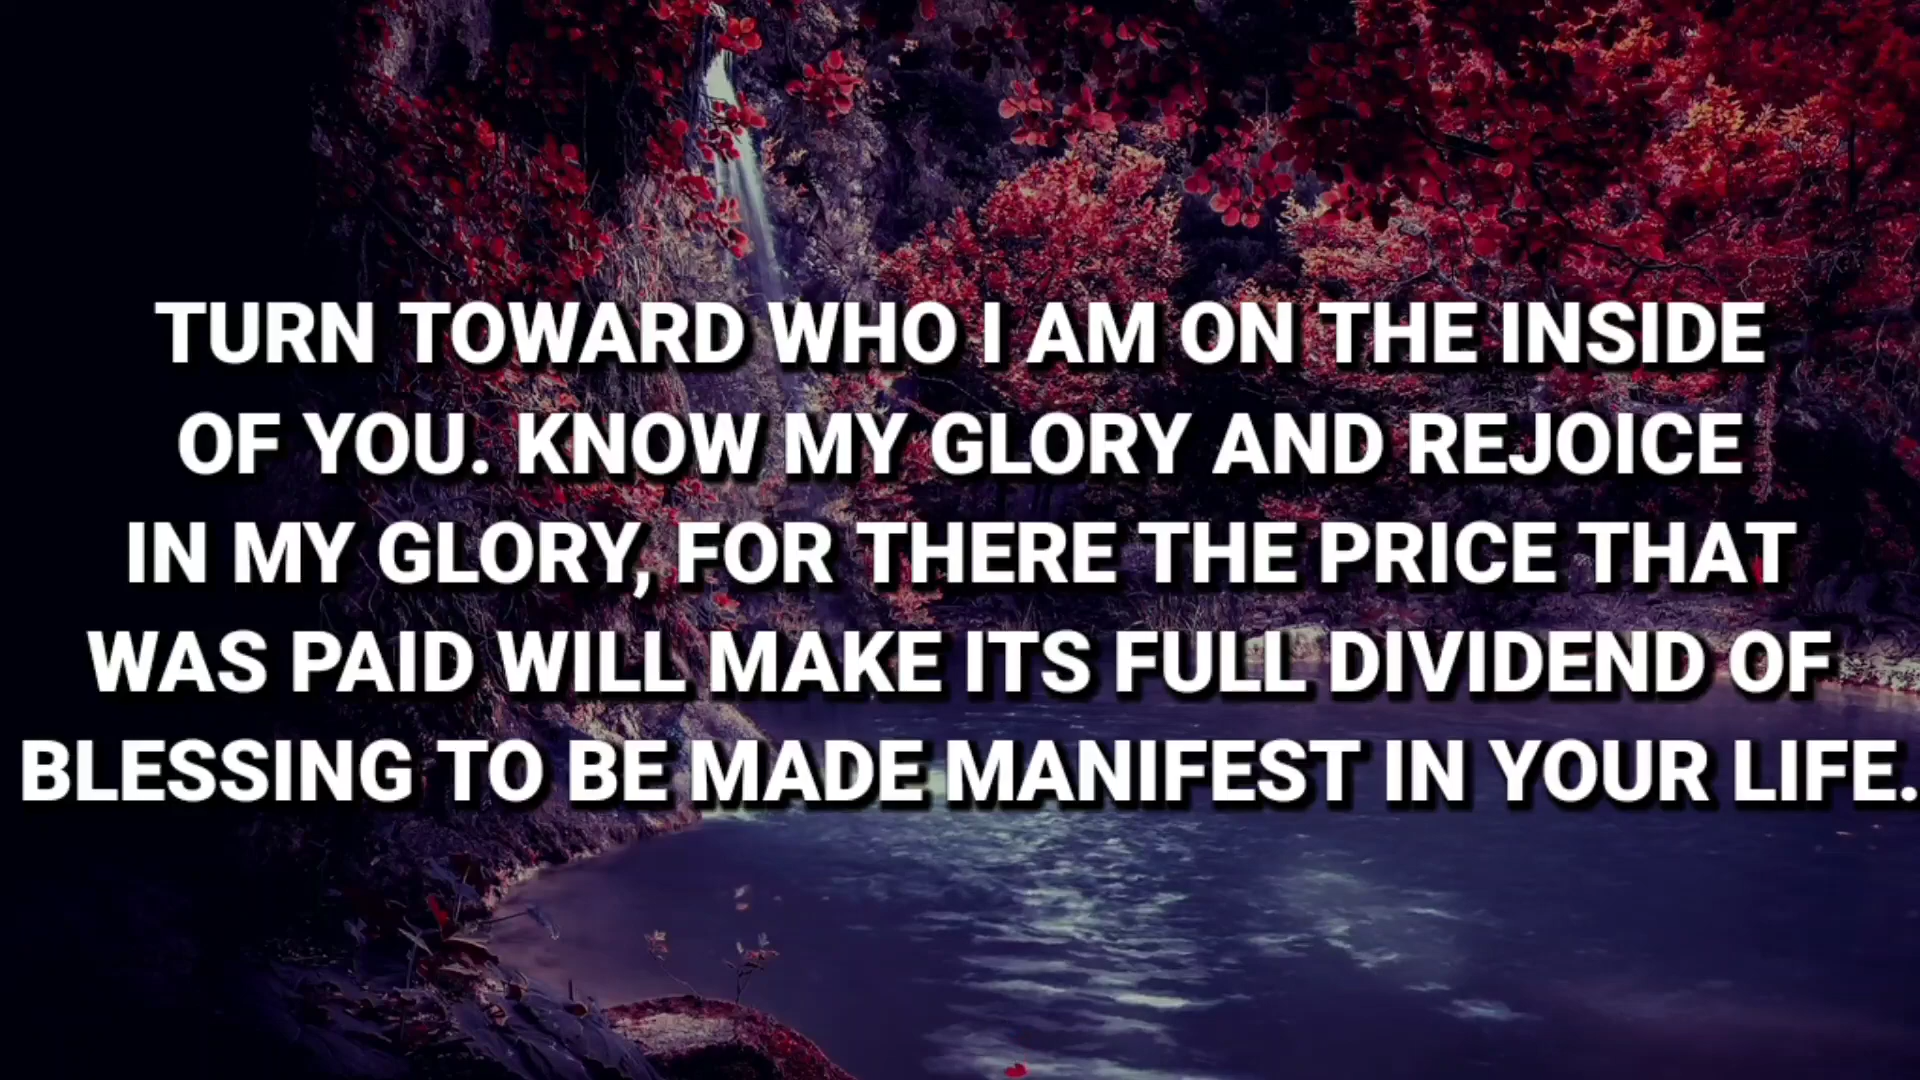 TURN TOWARD WHO I AM ON THE INSIDE
OF YOU. KNOW MY GLORY AND REJOICE
IN MY GLORY, FOR THERE THE PRICE THAT
WAS PAID WILL MAKE ITS FULL DIVIDEND OF
BLESSING TO BE MADE MANIFEST IN YOUR LIFE.